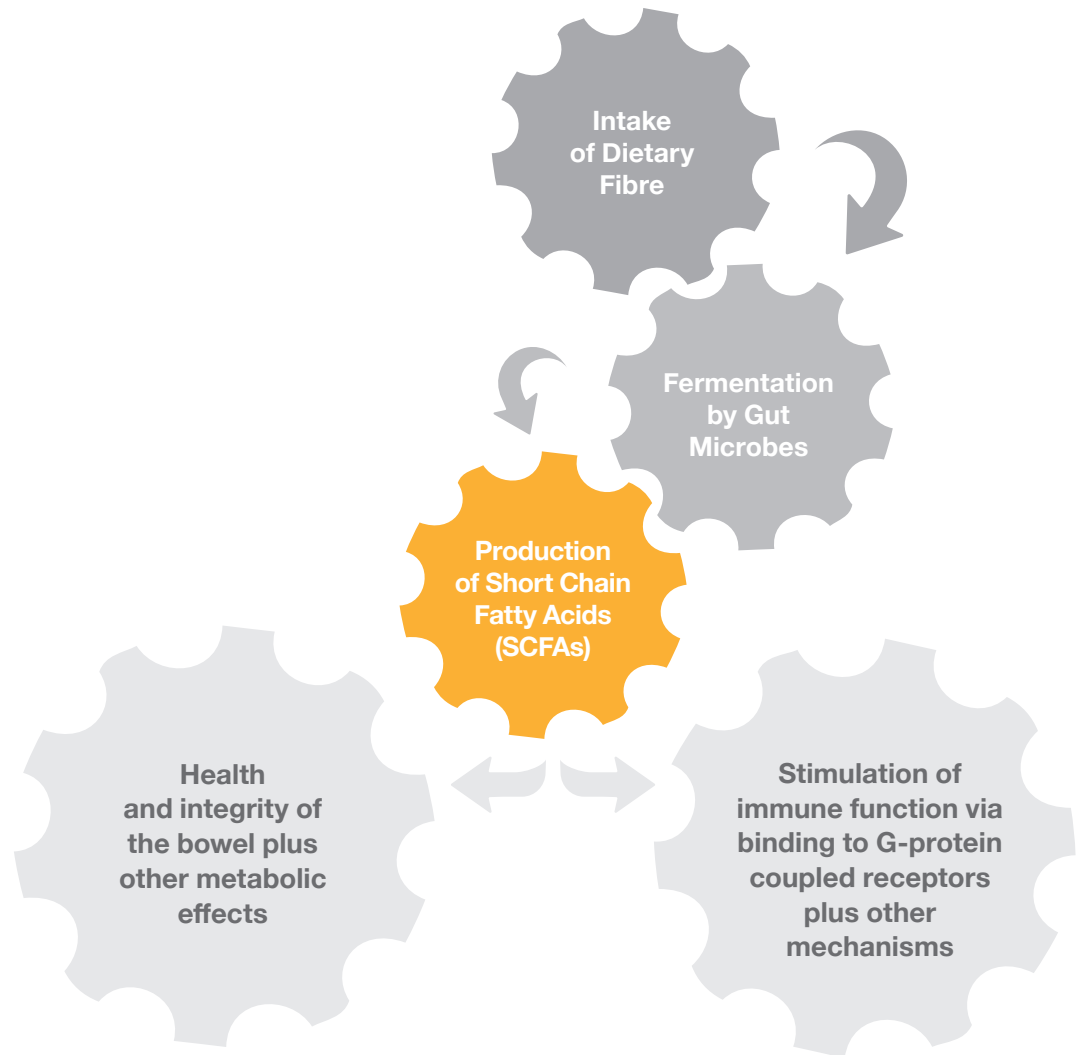 Intake
of Dietary
Fibre
Fermentation
by Gut
Microbes
Production
of Short Chain
Fatty Acids
(SCFAs)
Health
and integrity of
the bowel plus
other metabolic
effects
Stimulation of
immune function via
binding to G-protein
coupled receptors
plus other
mechanisms